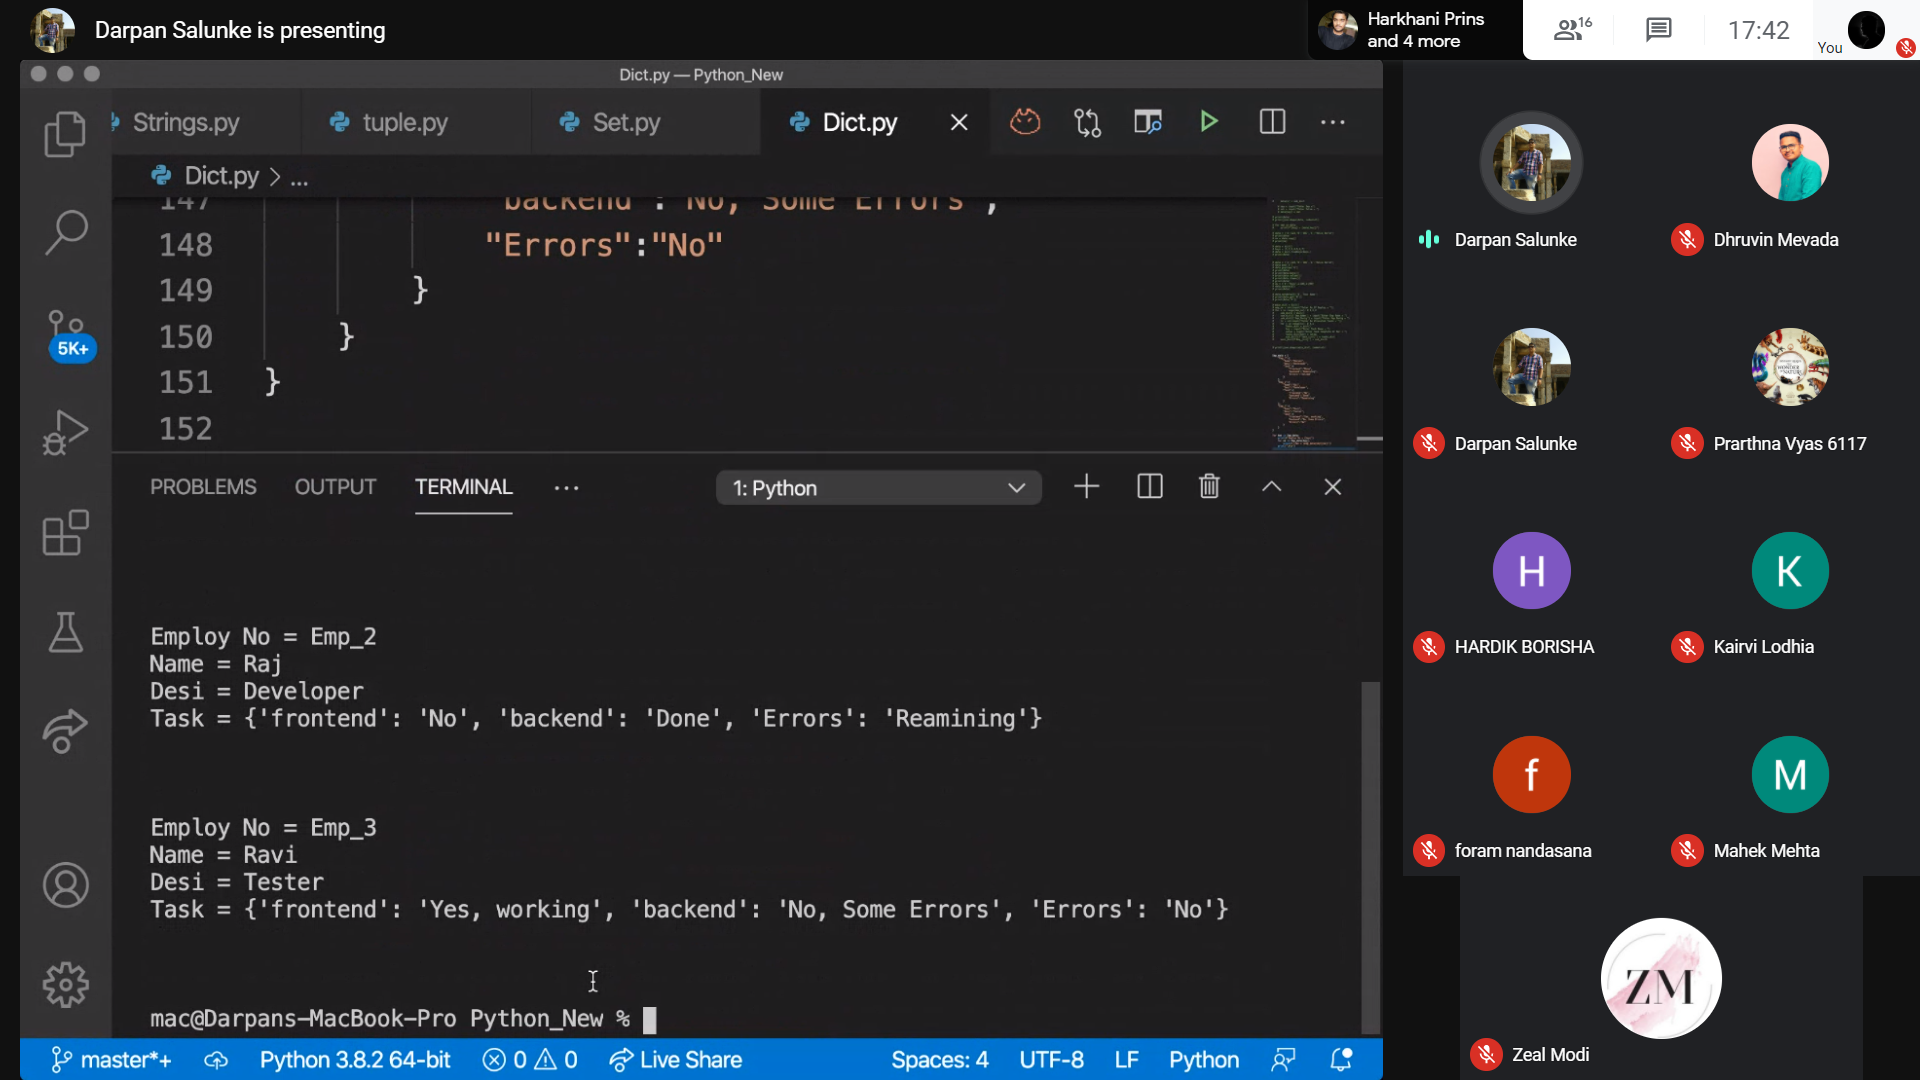 Darpan Salunke is presenting
Harkhani Prins
and 4 more
16
17:42
You
Dict.py — Python_New
Strings.py
tuple.py
Set.py
Dict.py
Dict.py > ...
147 "backend":"No, Some Errors",
148 "Errors":"No"
149 }
150 }
151 }
152
5K+
PROBLEMS OUTPUT TERMINAL ... 1: Python
Employ No = Emp_2
Name = Raj
Desi = Developer
Task = {'frontend': 'No', 'backend': 'Done', 'Errors': 'Reamining'}
Employ No = Emp_3
Name = Ravi
Desi = Tester
Task = {'frontend': 'Yes, working', 'backend': 'No, Some Errors', 'Errors': 'No'}
mac@Darpans-MacBook-Pro Python_New %
master*+ Python 3.8.2 64-bit 0 0 Live Share Spaces: 4 UTF-8 LF Python
Darpan Salunke
Dhruvin Mevada
Darpan Salunke
Prarthna Vyas 6117
H
HARDIK BORISHA
K
Kairvi Lodhia
f
foram nandasana
M
Mahek Mehta
ZM
Zeal Modi